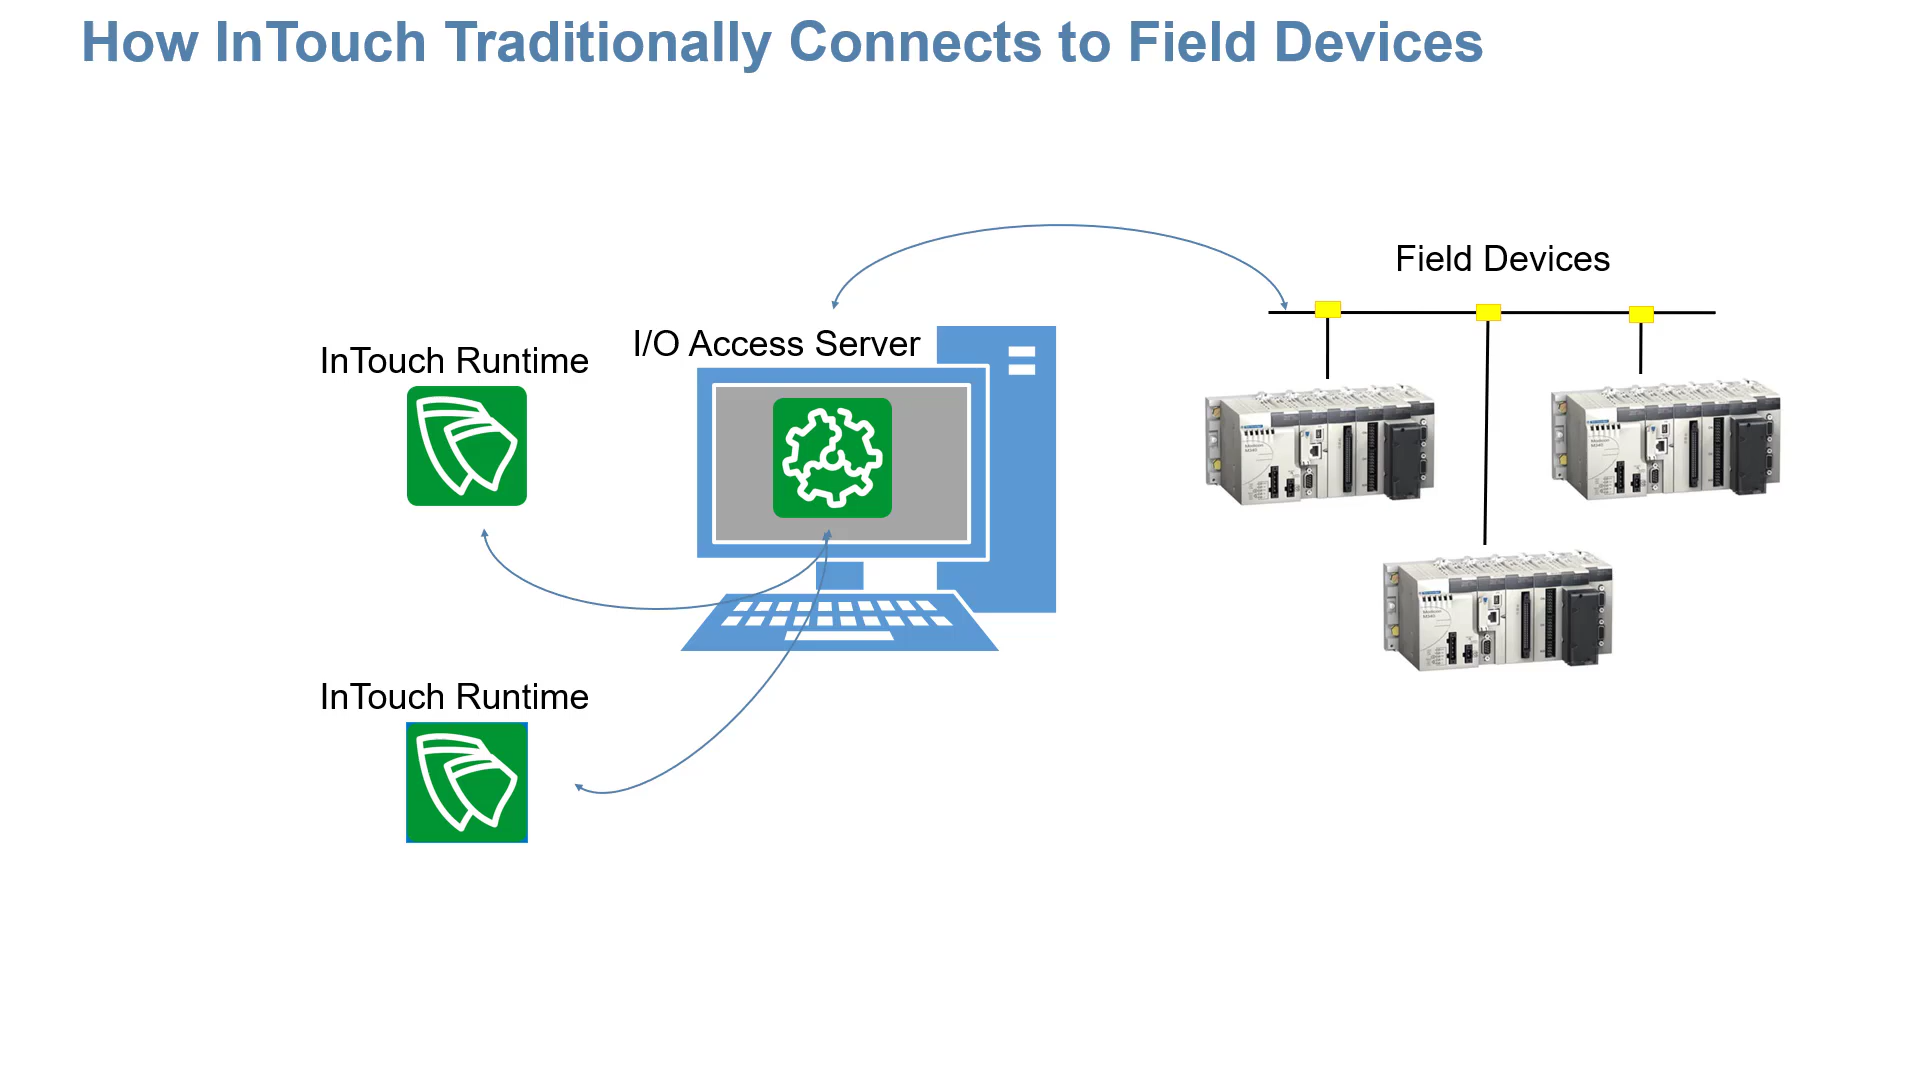 How InTouch Traditionally Connects to Field Devices
Field Devices
I/O Access Server
InTouch Runtime
InTouch Runtime